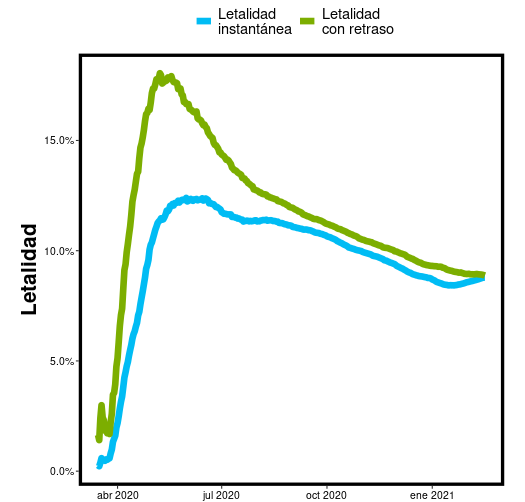 Letalidad
instantánea
Letalidad
con retraso
Letalidad
15.0%
10.0%
5.0%
0.0%
abr 2020
jul 2020
oct 2020
ene 2021